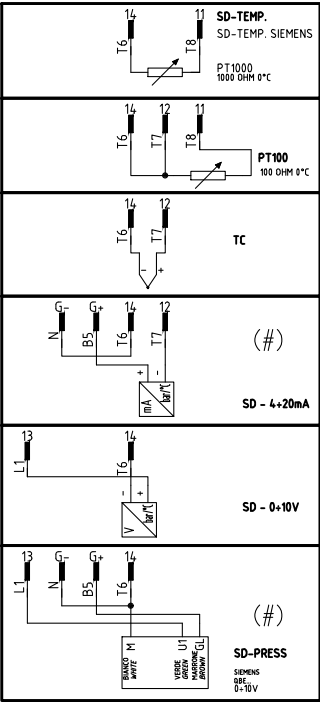 14 11 SD-TEMP.
SD-TEMP. SIEMENS
T6 T8
PT1000
1000 OHM 0°C
14 12 11
T6 T7 T8
PT100
100 OHM 0°C
14 12
T6 T7
TC
- +
G- G+ 14 12
N B5 T6 T7
(#)
+ -
mA bar/°C
SD - 4÷20mA
13 14
L1 T6
- +
V bar/°C
SD - 0÷10V
13 G- G+ 14
L1 N B5 T6
(#)
M U1 GL
BIANCO
WHITE
VERDE
GREEN
MARRONE
BROWN
SD-PRESS
SIEMENS
QBE...
0÷10V